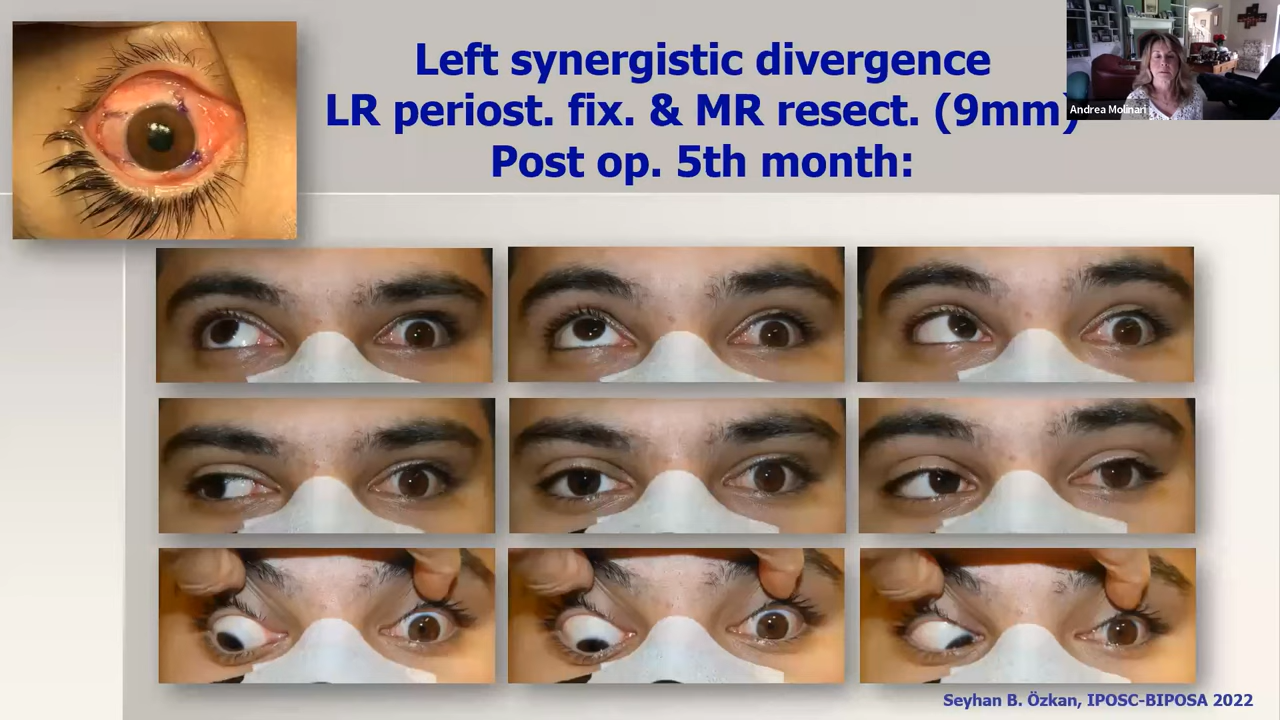 Left synergistic divergence
LR periost. fix. & MR resect. (9mm)
Post op. 5th month:
Andrea Molinari
Seyhan B. Özkan, IPOSC-BIPOSA 2022